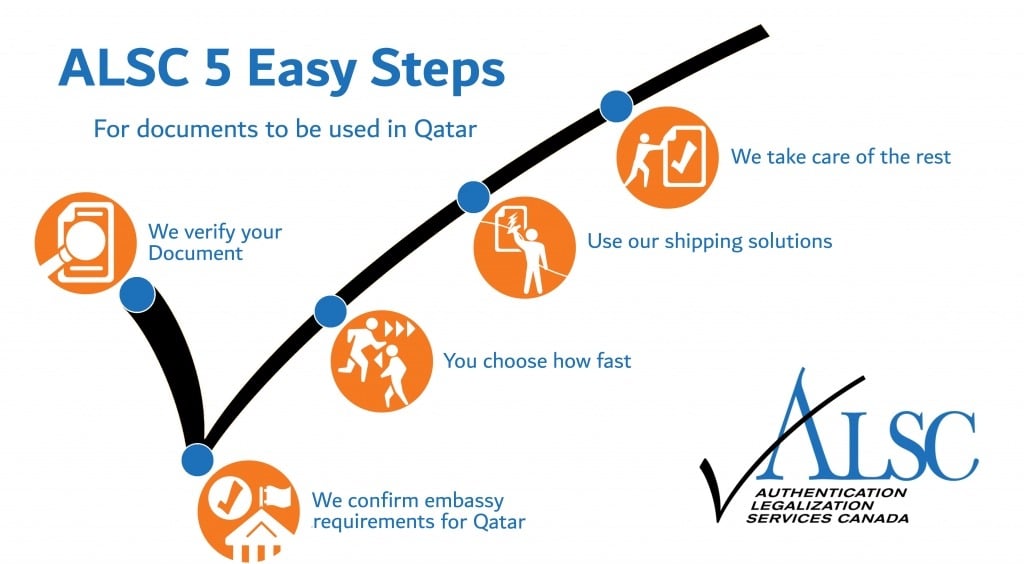 ALSC 5 Easy Steps
For documents to be used in Qatar
We verify your
Document
We confirm embassy
requirements for Qatar
You choose how fast
Use our shipping solutions
We take care of the rest
ALSC
AUTHENTICATION
LEGALIZATION
SERVICES CANADA